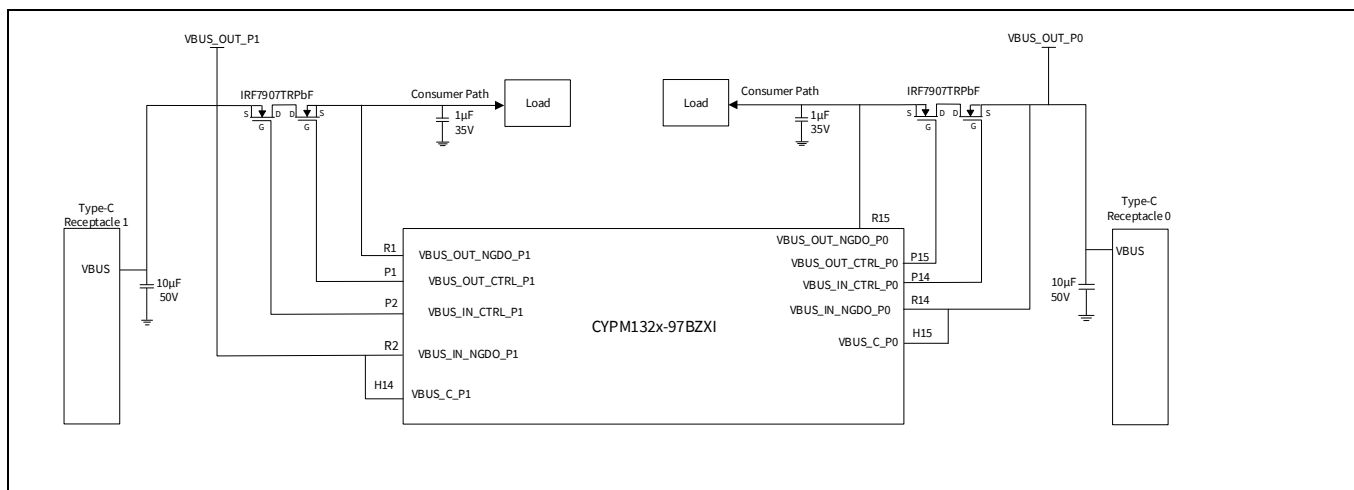 VBUS_OUT_P1
VBUS_OUT_P0
IRF7907TRPbF
Consumer Path
Load
Load
Consumer Path
IRF7907TRPbF
S
D
D
S
G
G
1µF
35V
1µF
35V
S
D
D
S
G
G
Type-C
Receptacle 1
VBUS
10µF
50V
R1
VBUS_OUT_NGDO_P1
P1
VBUS_OUT_CTRL_P1
P2
VBUS_IN_CTRL_P1
R2
VBUS_IN_NGDO_P1
H14
VBUS_C_P1
CYPM132x-97BZXI
R15
VBUS_OUT_NGDO_P0
P15
VBUS_OUT_CTRL_P0
P14
VBUS_IN_CTRL_P0
R14
VBUS_IN_NGDO_P0
H15
VBUS_C_P0
Type-C
Receptacle 0
VBUS
10µF
50V